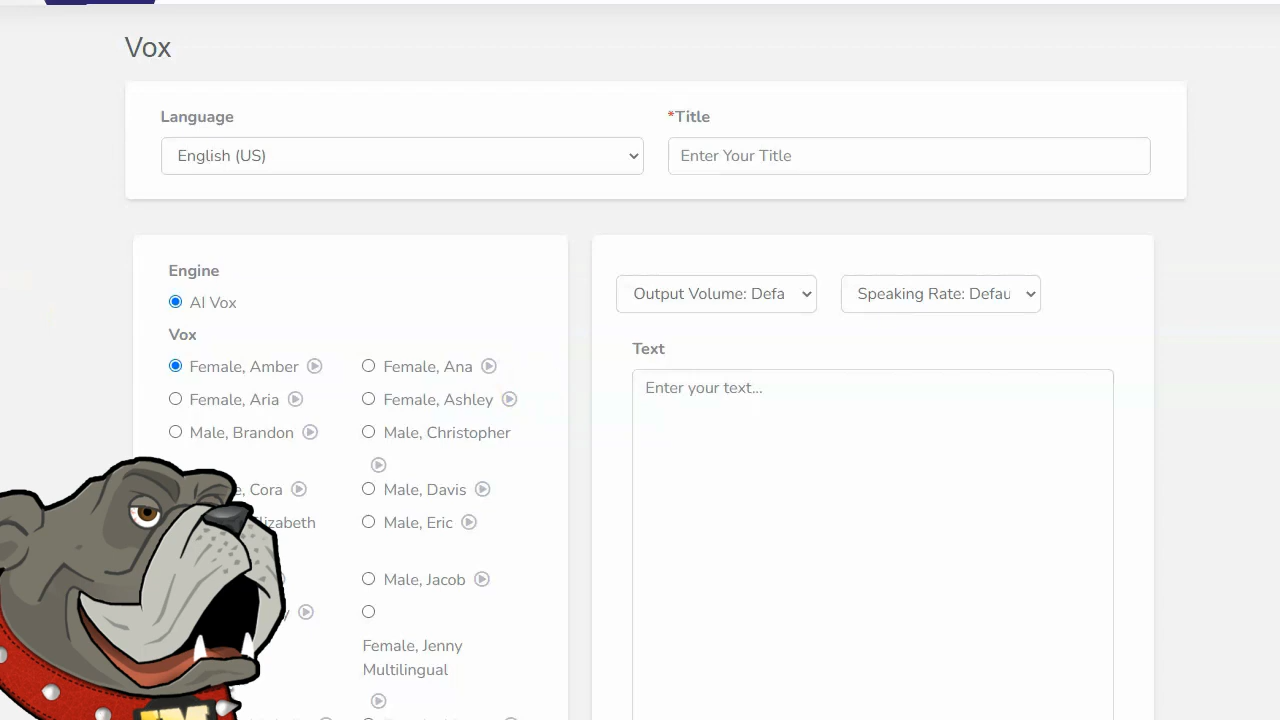 Vox
Language
*Title
English (US)
Enter Your Title
Engine
AI Vox
Vox
Female, Amber
Female, Ana
Female, Aria
Female, Ashley
Male, Brandon
Male, Christopher
Cora
Male, Davis
Male, Eric
Male, Jacob
Female, Jenny
Multilingual
Output Volume: Defa
Speaking Rate: Defau
Text
Enter your text...